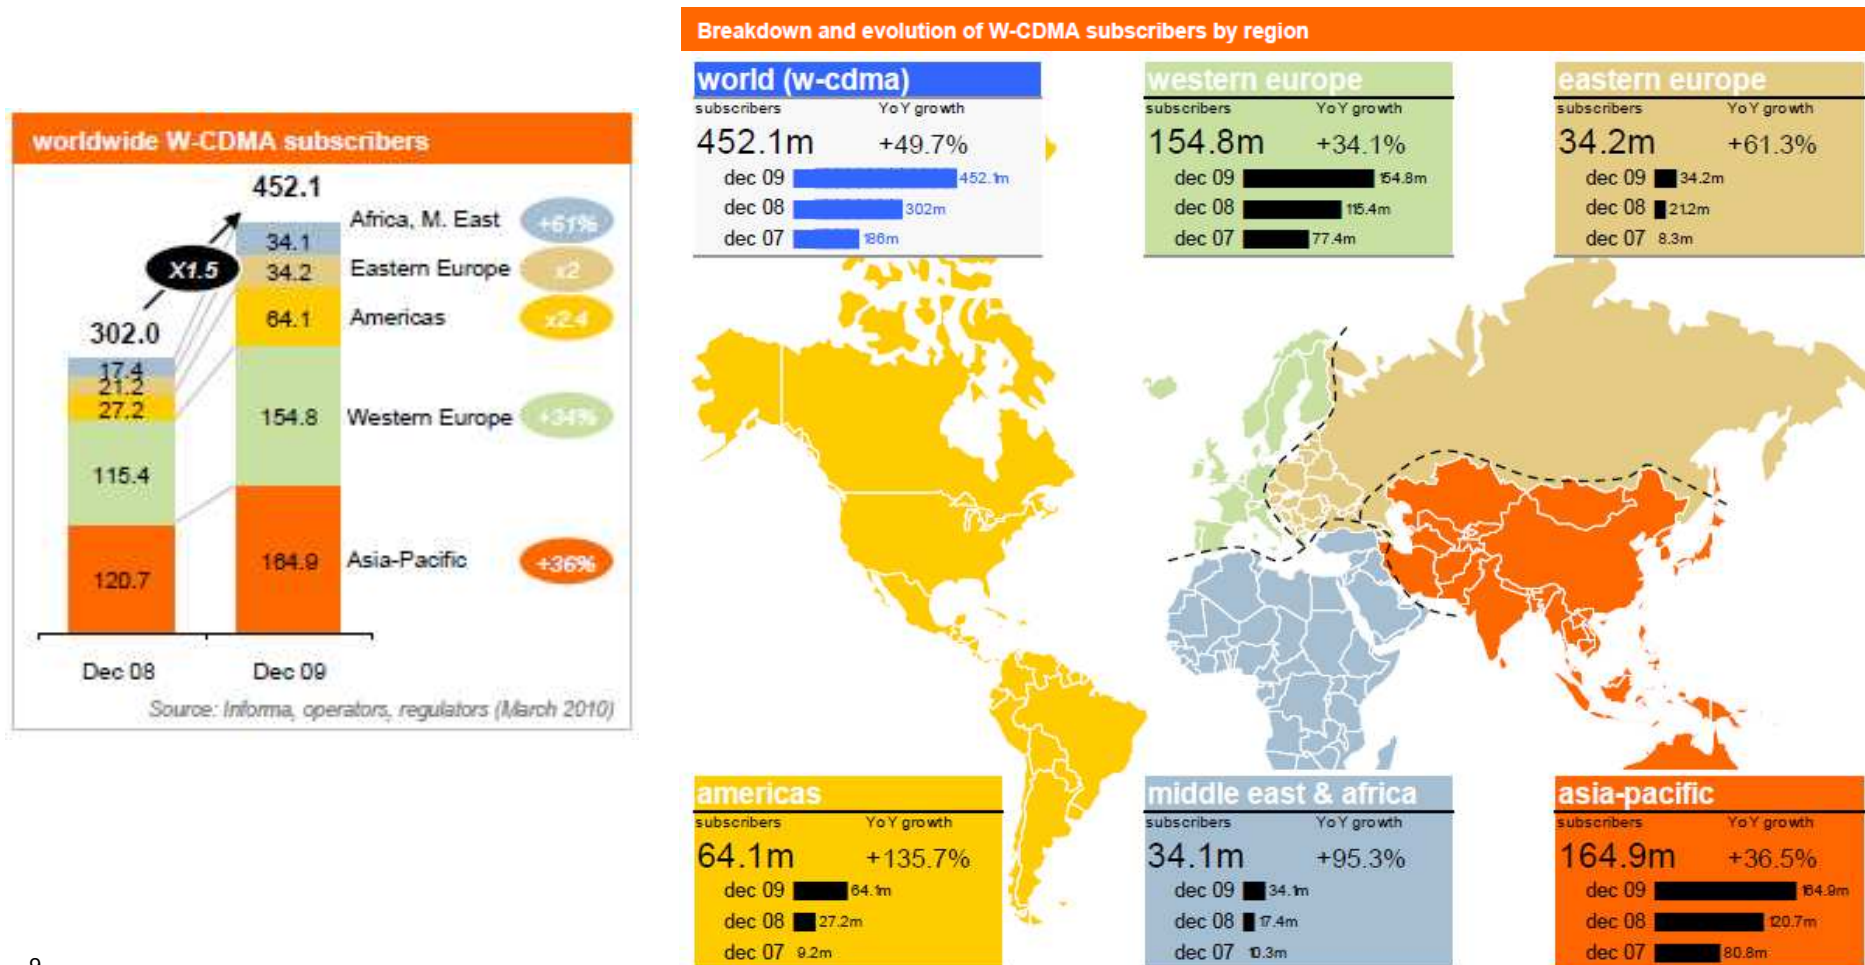 worldwide W-CDMA subscribers
452.1
302.0
X1.5
34.1
34.2
64.1
154.8
164.9
17.4
21.2
27.2
115.4
120.7
Africa, M. East +61%
Eastern Europe x2
Americas x2.4
Western Europe +34%
Asia-Pacific +36%
Dec 08 Dec 09
Source: Informa, operators, regulators (March 2010)
9
Breakdown and evolution of W-CDMA subscribers by region
world (w-cdma)
subscribers YoY growth
452.1m +49.7%
dec 09 452.1m
dec 08 302m
dec 07 186m
western europe
subscribers YoY growth
154.8m +34.1%
dec 09 154.8m
dec 08 115.4m
dec 07 77.4m
eastern europe
subscribers YoY growth
34.2m +61.3%
dec 09 34.2m
dec 08 21.2m
dec 07 8.3m
americas
subscribers YoY growth
64.1m +135.7%
dec 09 64.1m
dec 08 27.2m
dec 07 9.2m
middle east & africa
subscribers YoY growth
34.1m +95.3%
dec 09 34.1m
dec 08 17.4m
dec 07 10.3m
asia-pacific
subscribers YoY growth
164.9m +36.5%
dec 09 164.9m
dec 08 120.7m
dec 07 80.8m